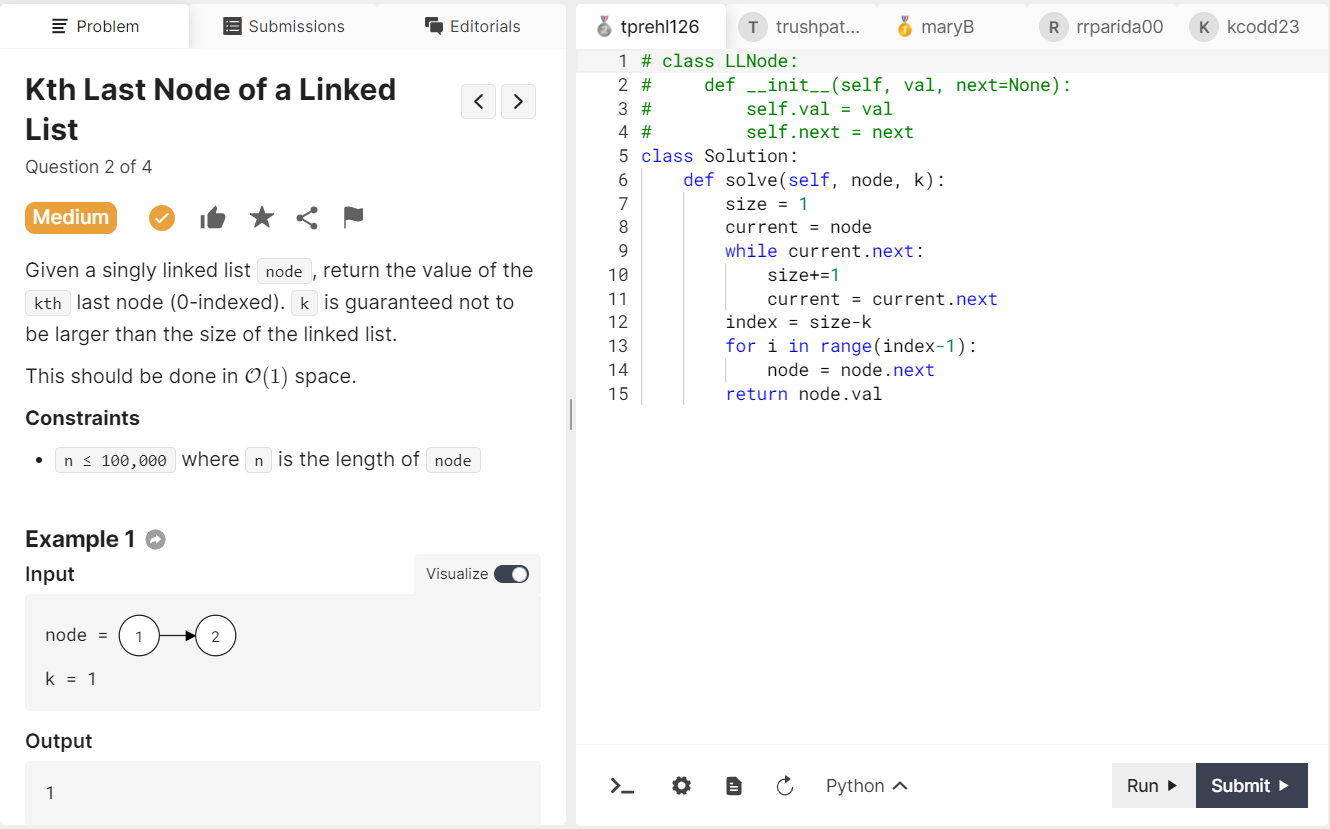 Problem
Submissions
Editorials
Kth Last Node of a Linked
List
Question 2 of 4
Medium
Given a singly linked list node , return the value of the
kth last node (0-indexed). k is guaranteed not to
be larger than the size of the linked list.
This should be done in O(1) space.
Constraints
• n ≤ 100,000 where n is the length of node
Example 1
Input
Visualize
node = 1 2
k = 1
Output
1
tprehl126
T trushpat...
maryB
R rrparida00
K kcodd23
1 # class LLNode:
2 #     def __init__(self, val, next=None):
3 #         self.val = val
4 #         self.next = next
5 class Solution:
6     def solve(self, node, k):
7         size = 1
8         current = node
9         while current.next:
10             size+=1
11             current = current.next
12         index = size-k
13         for i in range(index-1):
14             node = node.next
15         return node.val
Python
Run
Submit